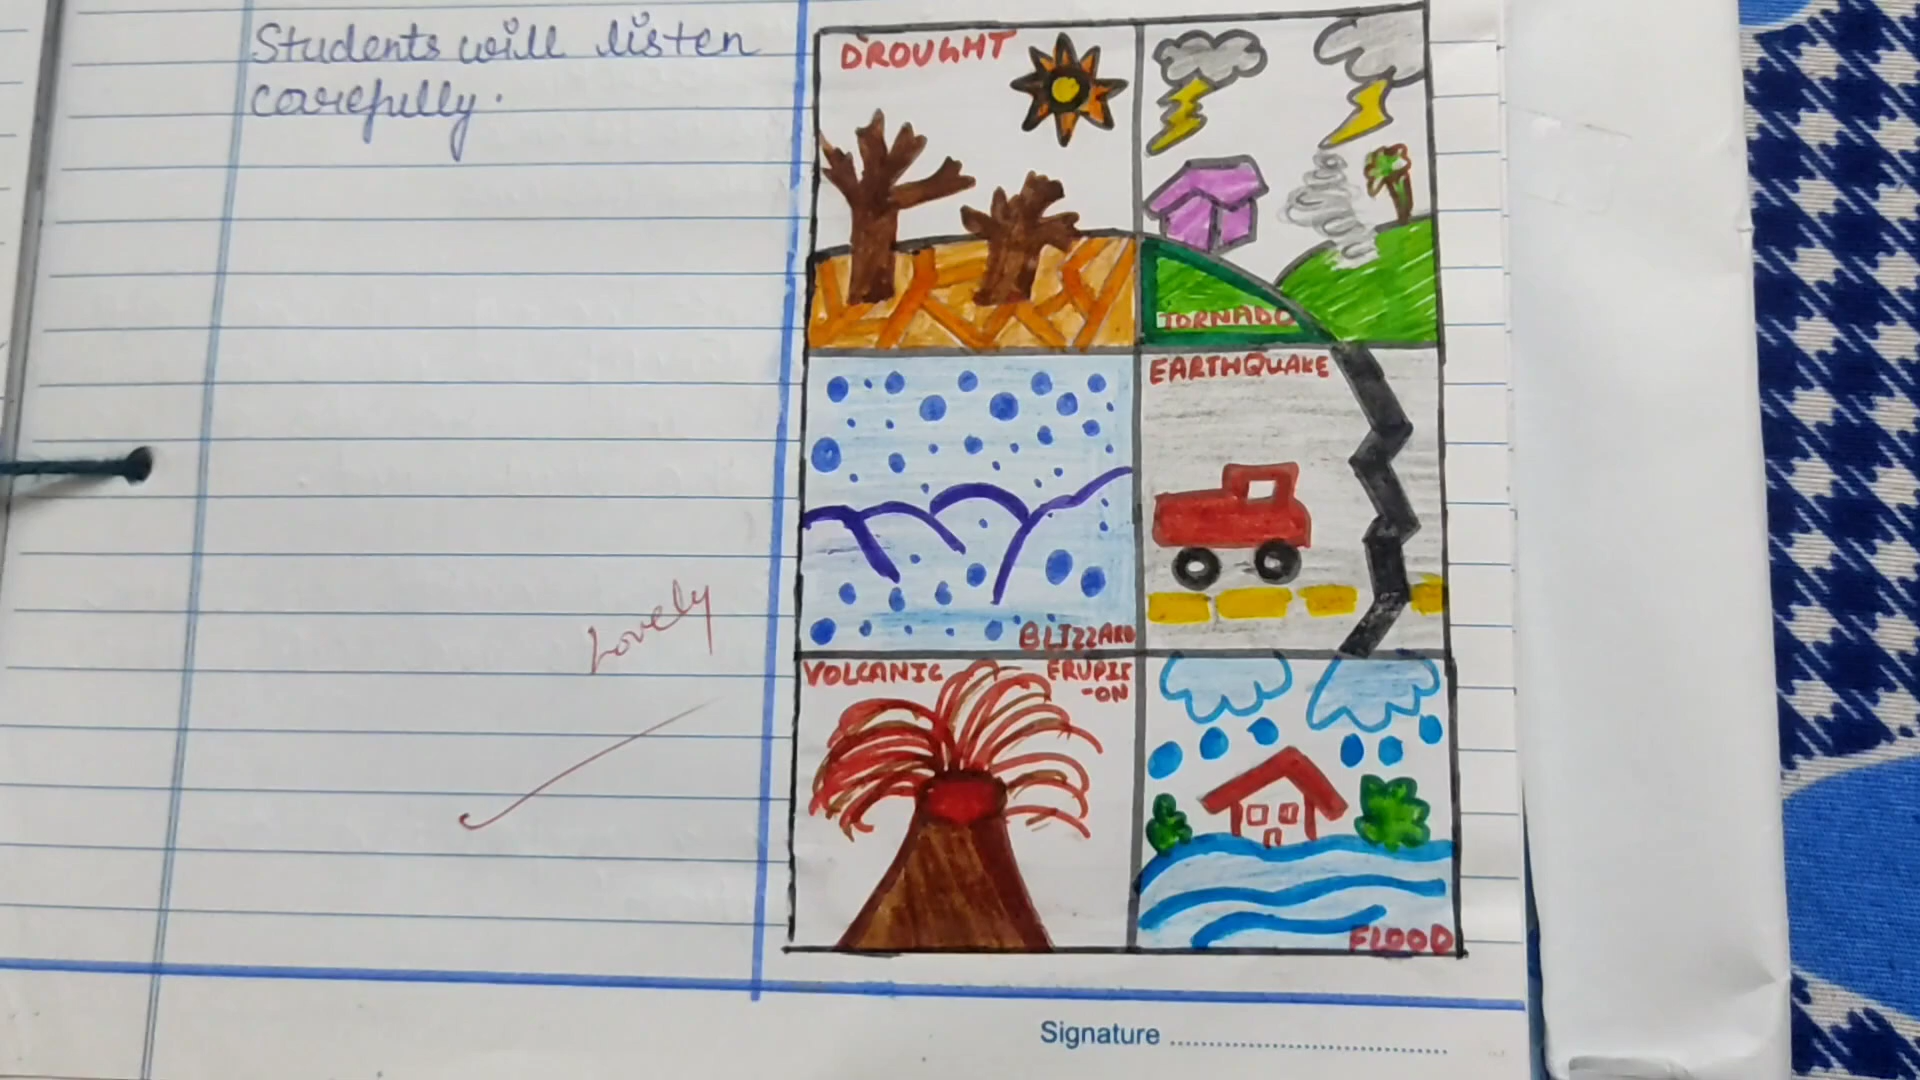 Students will listen
carefully.
DROUGHT
TORNADO
BLIZZARD
EARTHQUAKE
VOLCANIC ERUPTI
-ON
FLOOD
Lovely
Signature ........................................